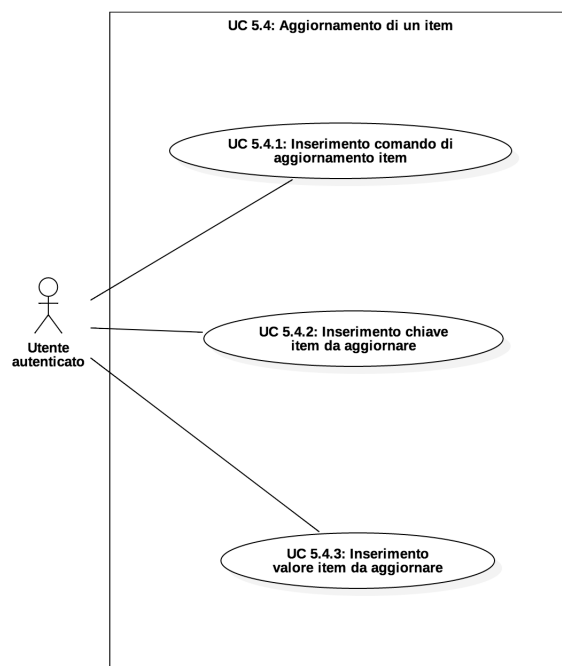 UC 5.4: Aggiornamento di un item
UC 5.4.1: Inserimento comando di
aggiornamento item
UC 5.4.2: Inserimento chiave
item da aggiornare
Utente
autenticato
UC 5.4.3: Inserimento
valore item da aggiornare